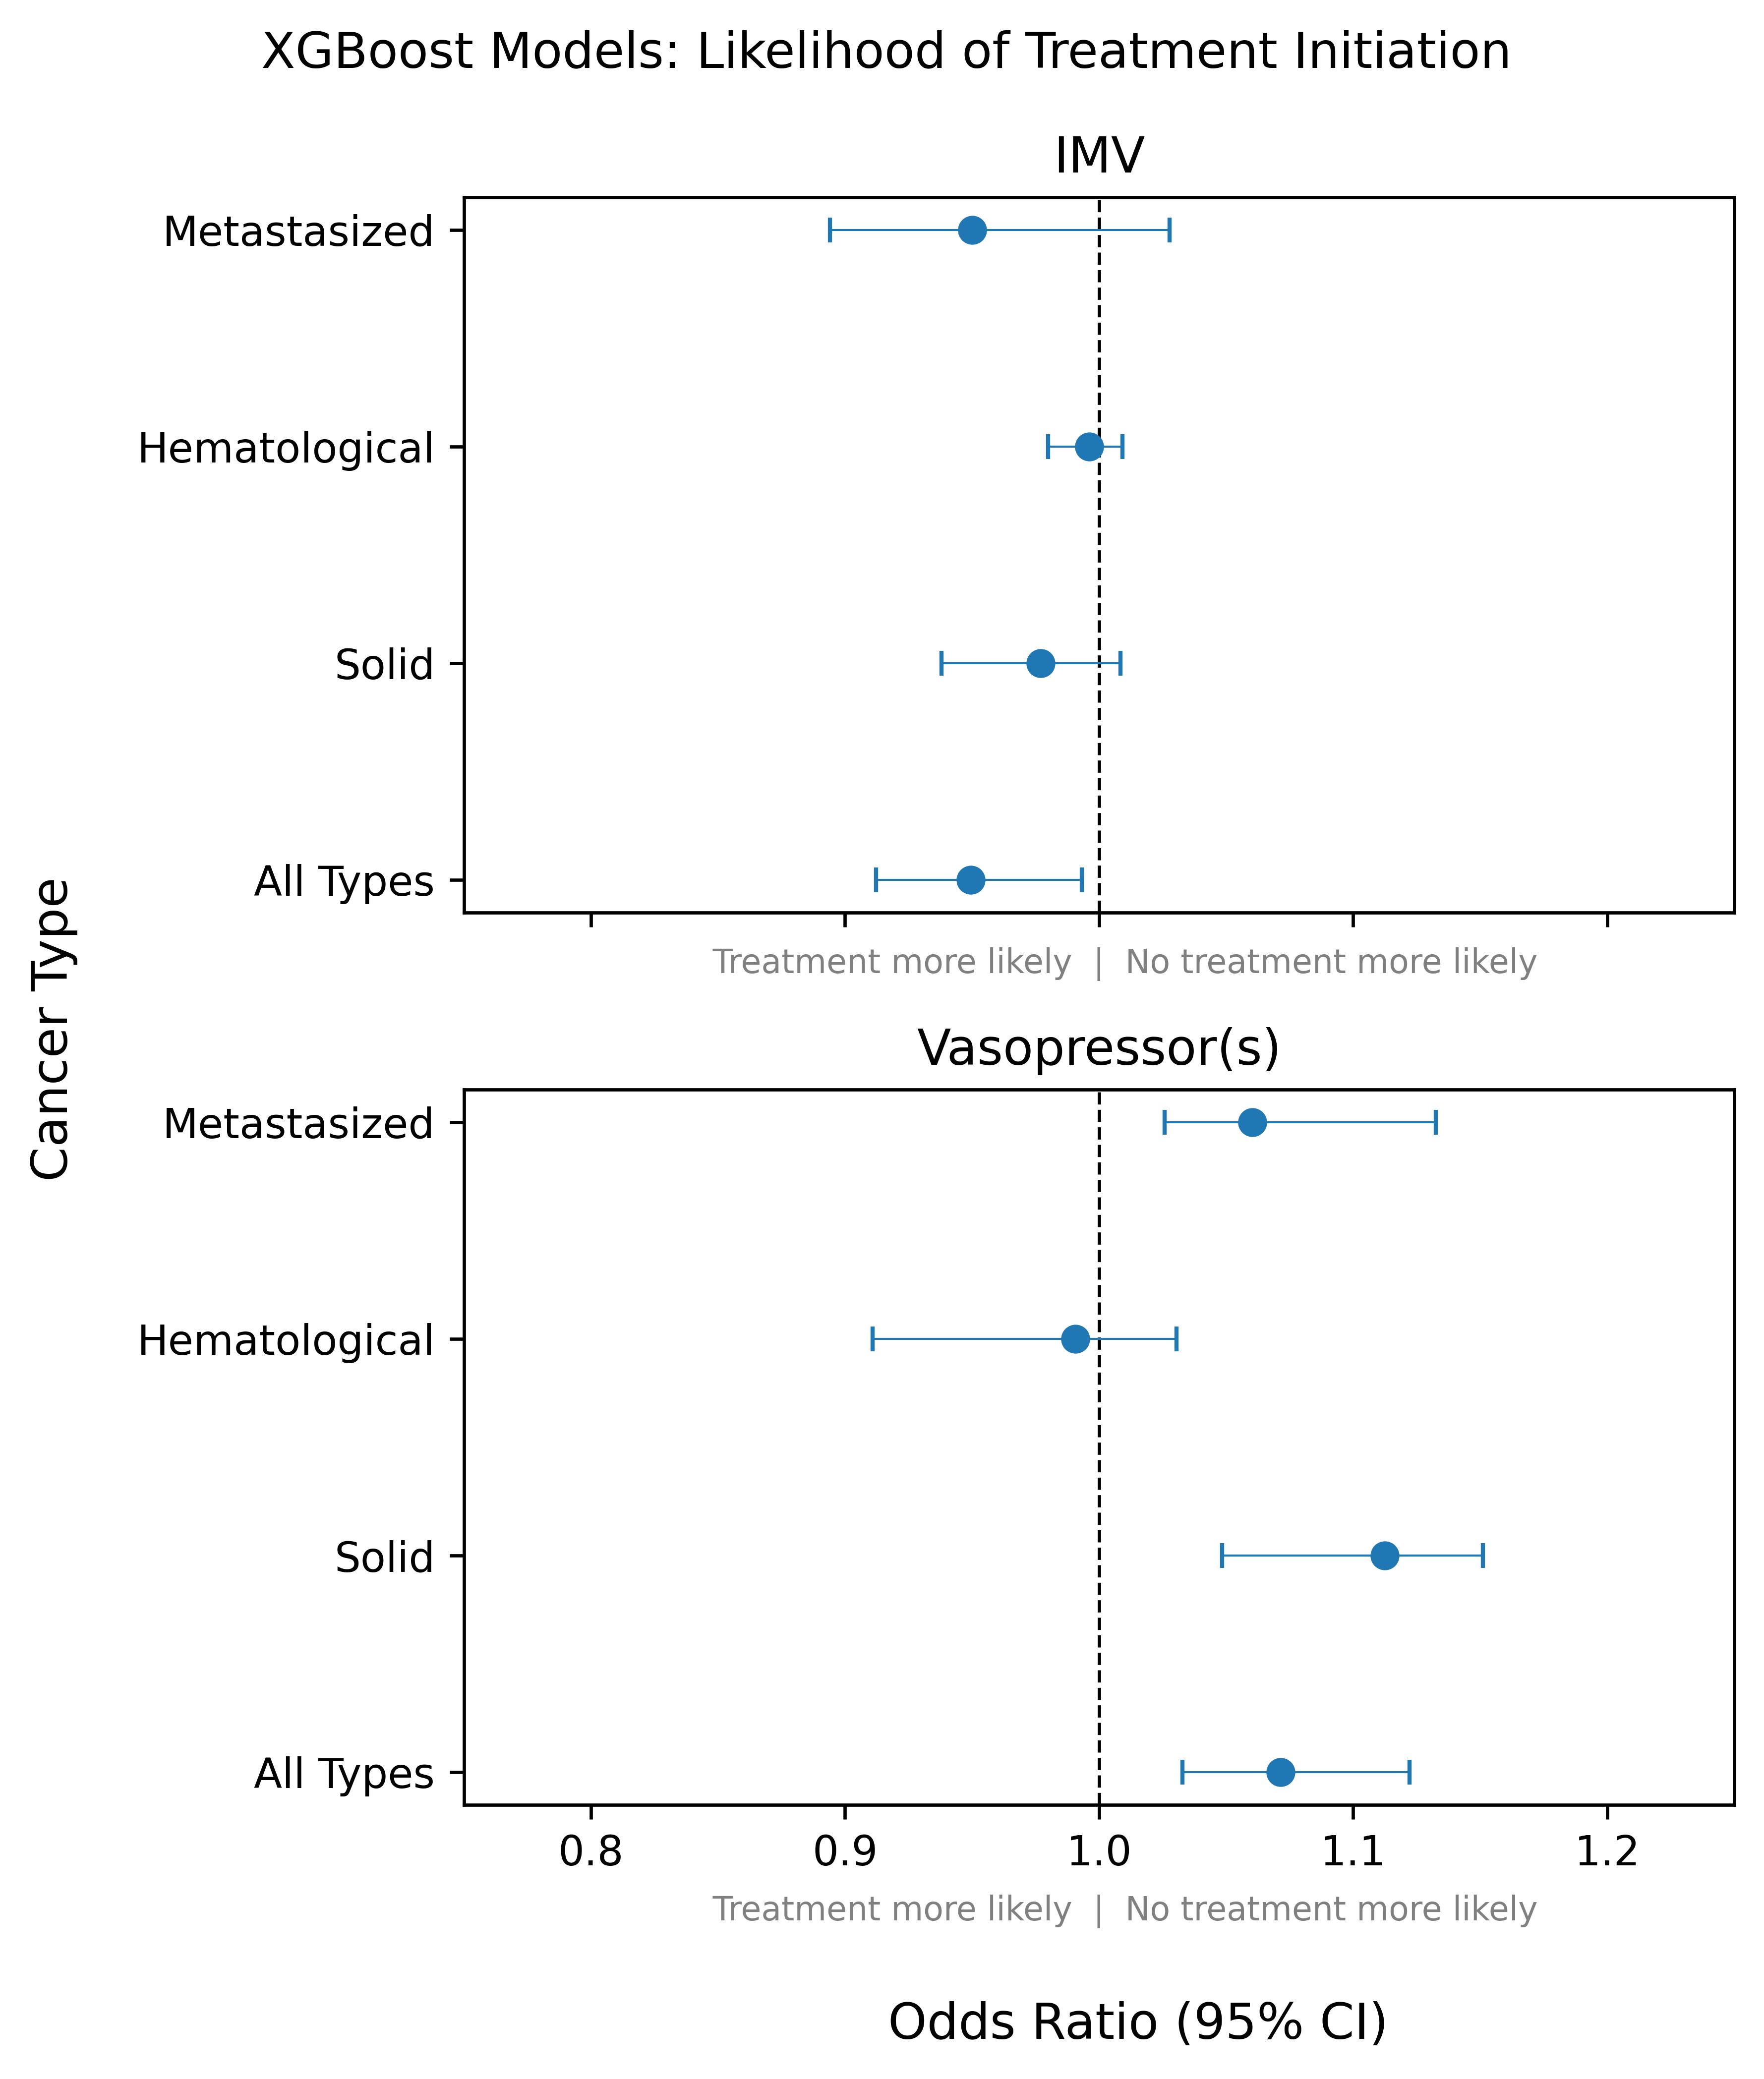 XGBoost Models: Likelihood of Treatment Initiation
IMV
Metastasized
Hematological
Solid
All Types
Treatment more likely | No treatment more likely
Cancer Type
Vasopressor(s)
Metastasized
Hematological
Solid
All Types
0.8 0.9 1.0 1.1 1.2
Treatment more likely | No treatment more likely
Odds Ratio (95% CI)